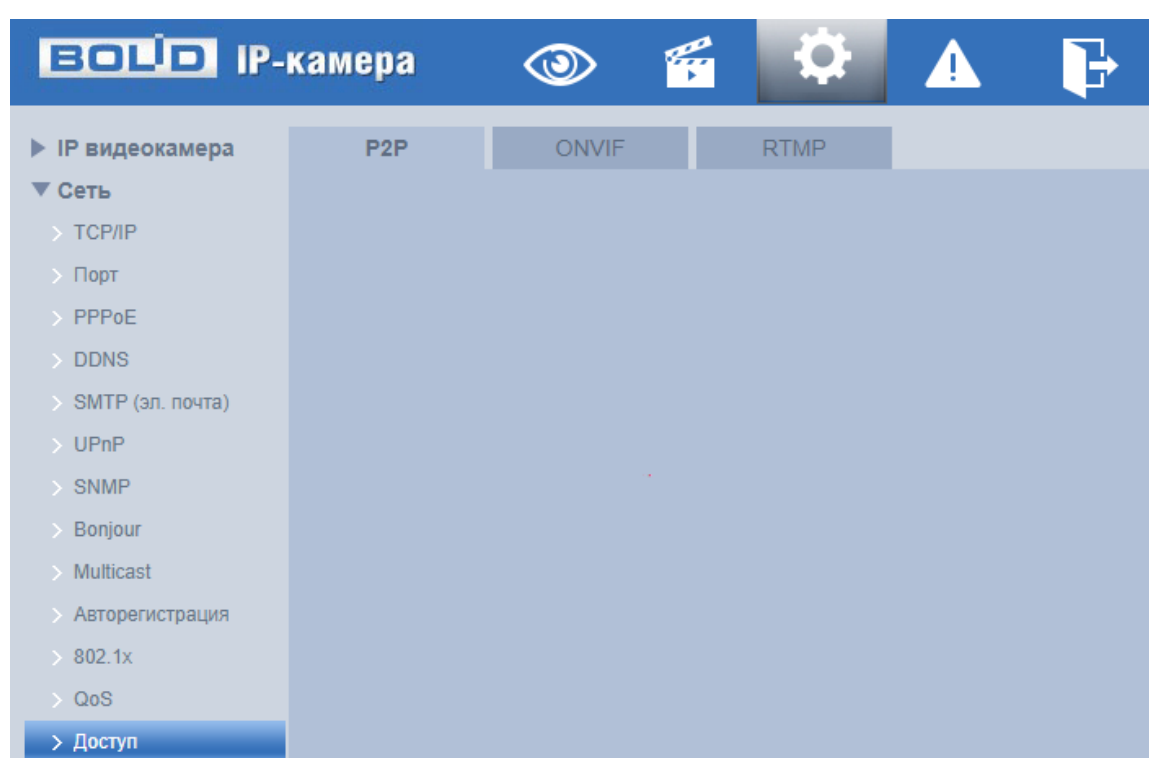 BOLID IP-камера
IP видеокамера
P2P
ONVIF
RTMP
Сеть
TCP/IP
Порт
PPPoE
DDNS
SMTP (эл. почта)
UPnP
SNMP
Bonjour
Multicast
Авторегистрация
802.1x
QoS
Доступ